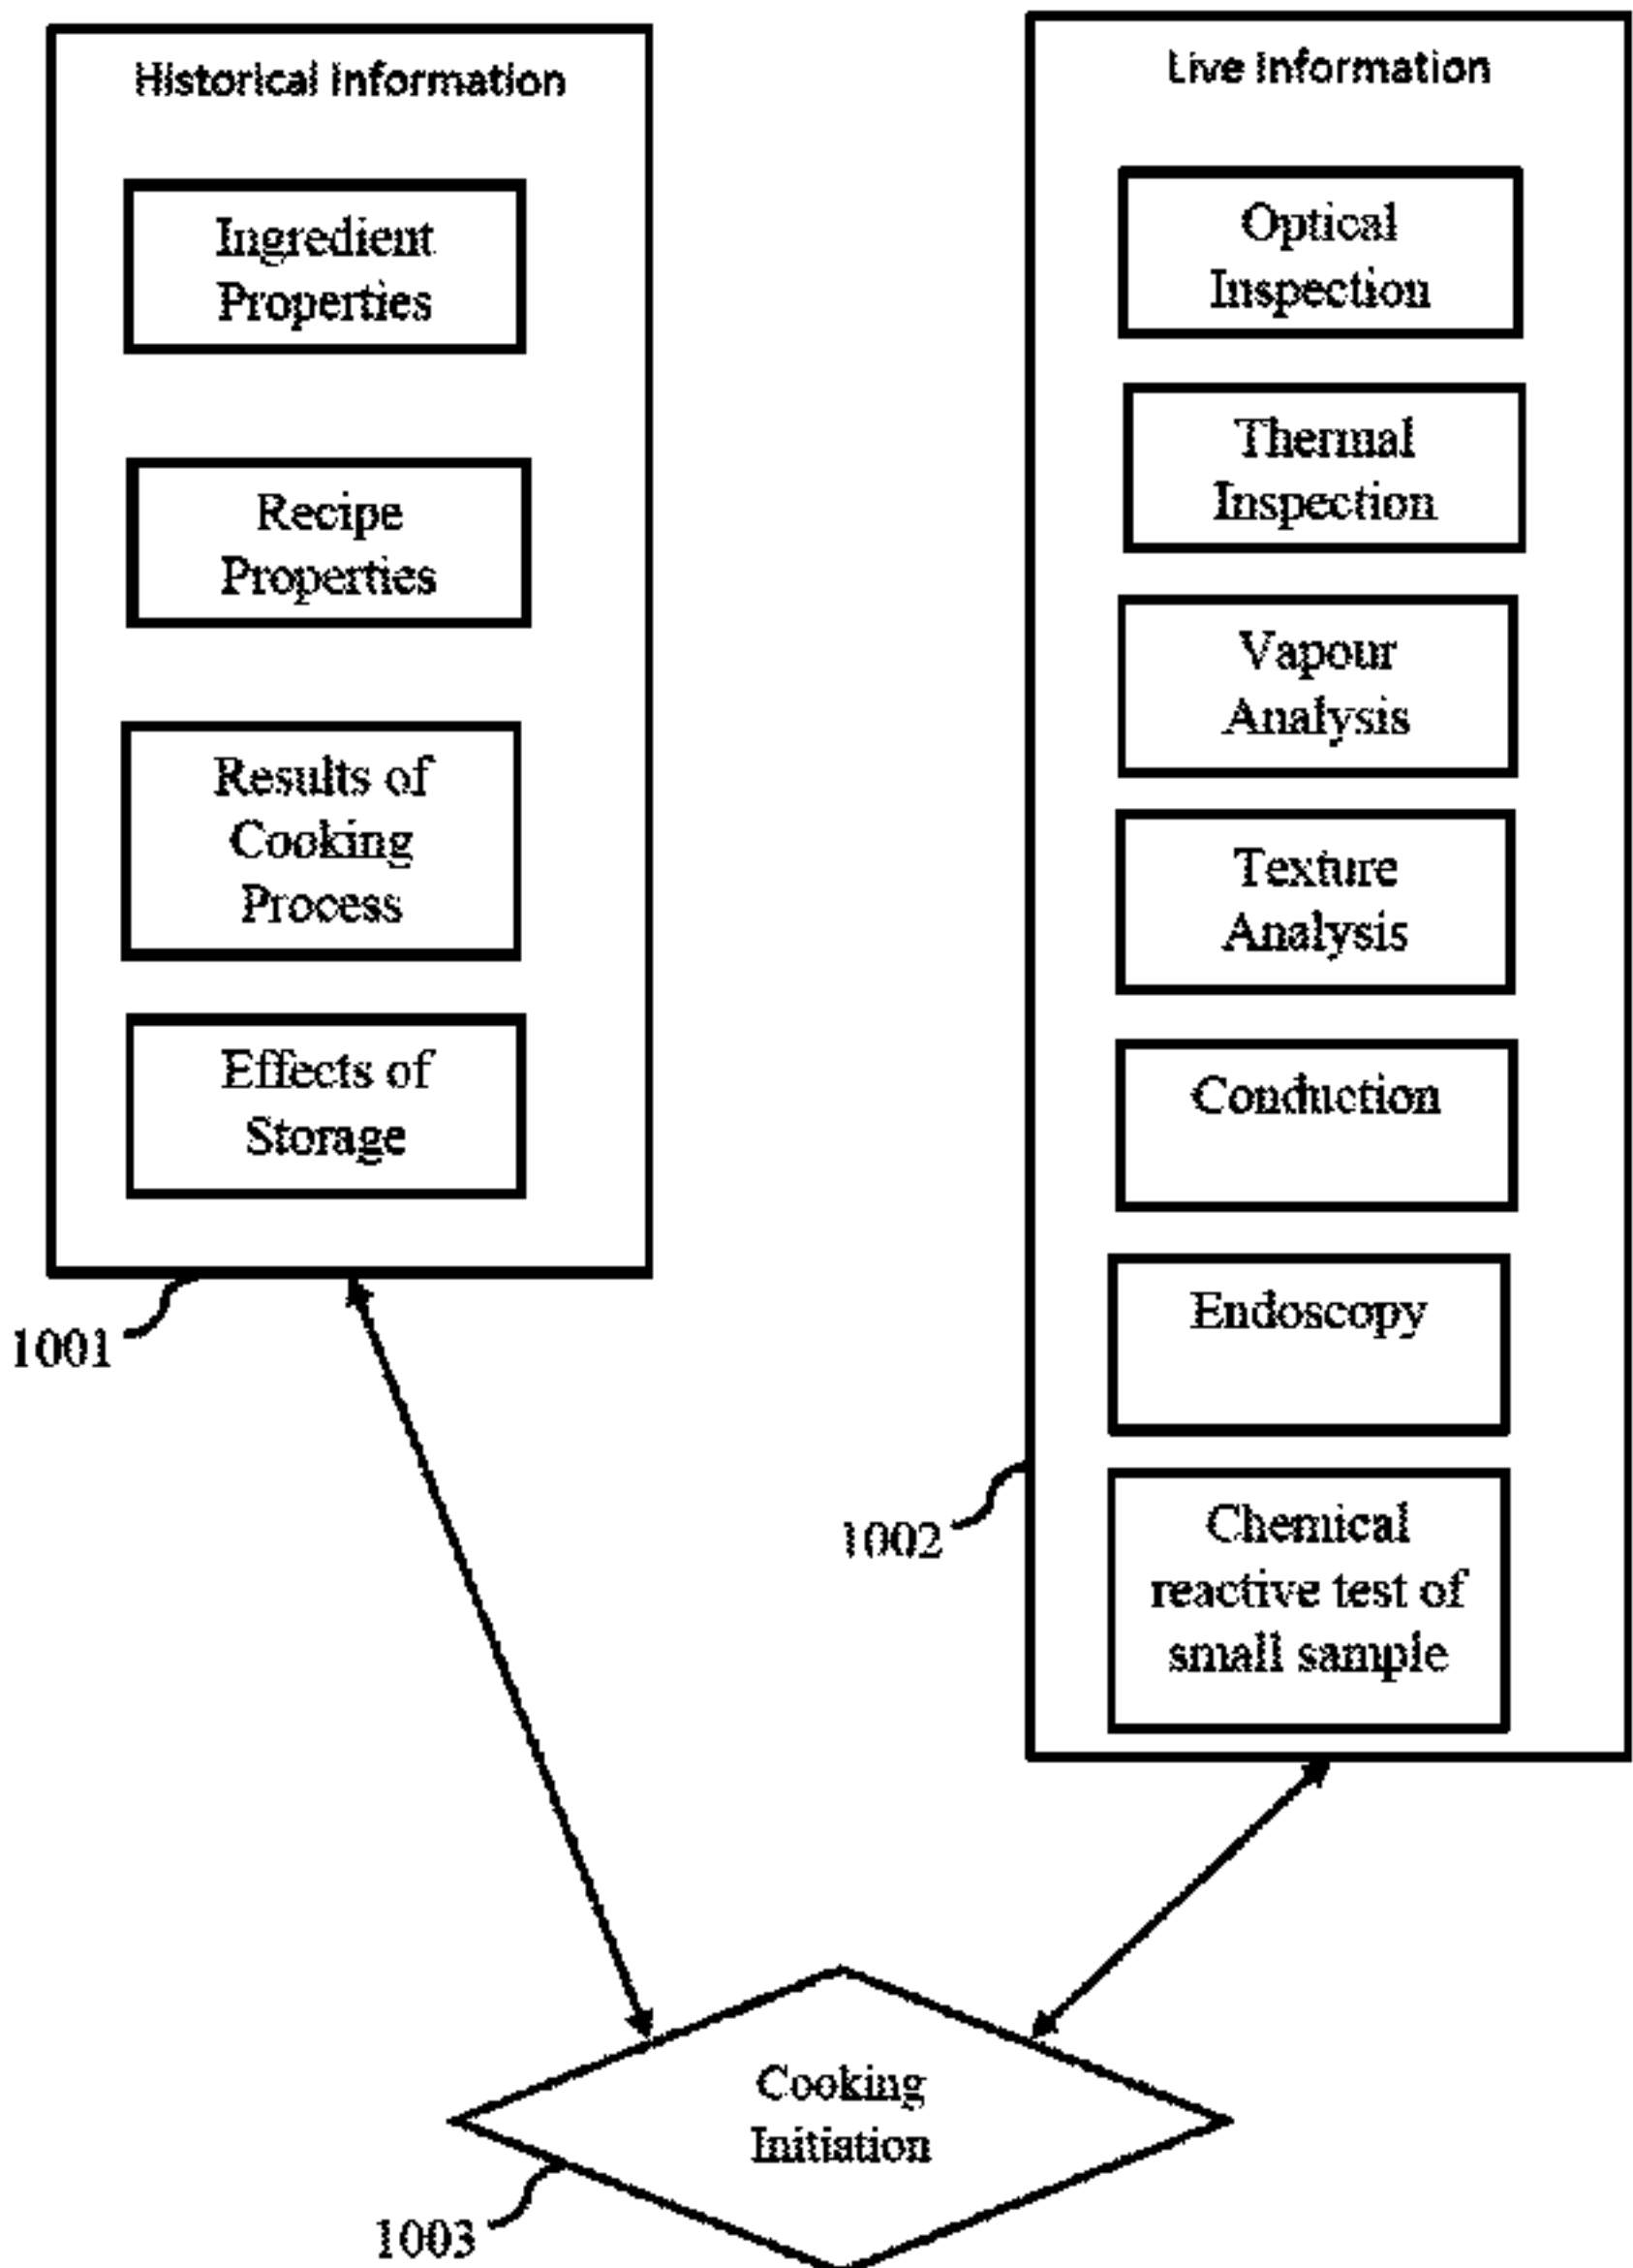 Historical Information
Ingredient
Properties
Recipe
Properties
Results of
Cooking
Process
Effects of
Storage
1001
Live Information
Optical
Inspection
Thermal
Inspection
Vapour
Analysis
Texture
Analysis
Conduction
Endoscopy
Chemical
reactive test of
small sample
1002
Cooking
Initiation
1003